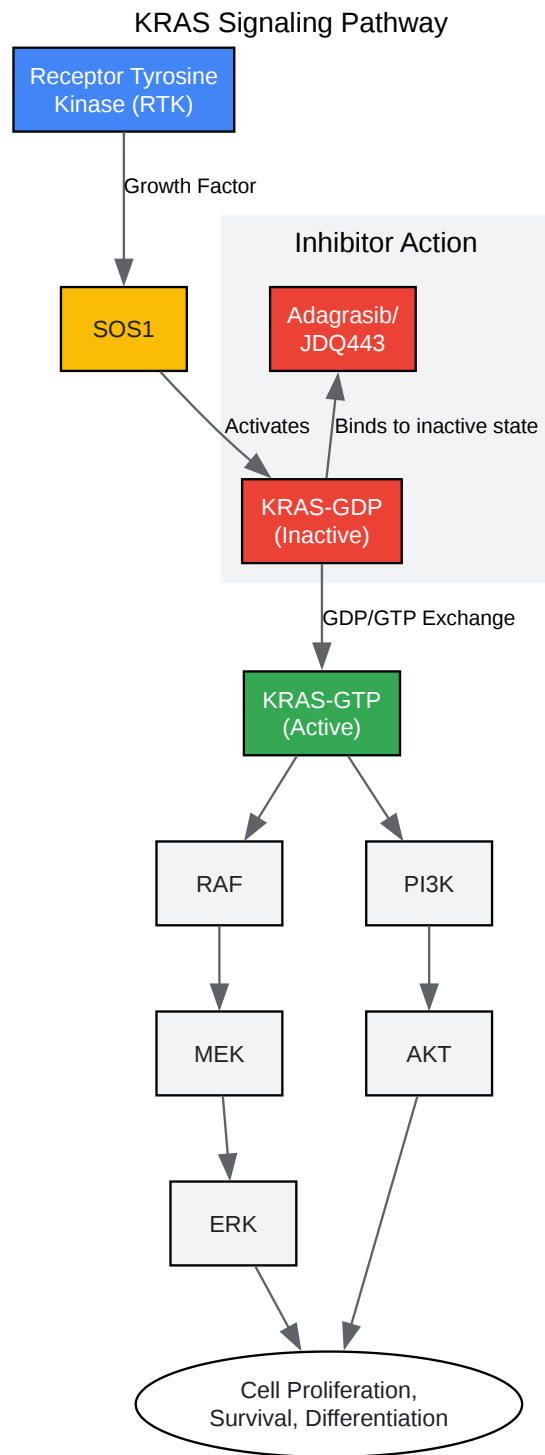 KRAS Signaling Pathway
Receptor Tyrosine
Kinase (RTK)
Growth Factor
Inhibitor Action
SOS1
Adagrasib/
JDQ443
Activates
Binds to inactive state
KRAS-GDP
(Inactive)
GDP/GTP Exchange
KRAS-GTP
(Active)
RAF
PI3K
MEK
AKT
ERK
Cell Proliferation,
Survival, Differentiation